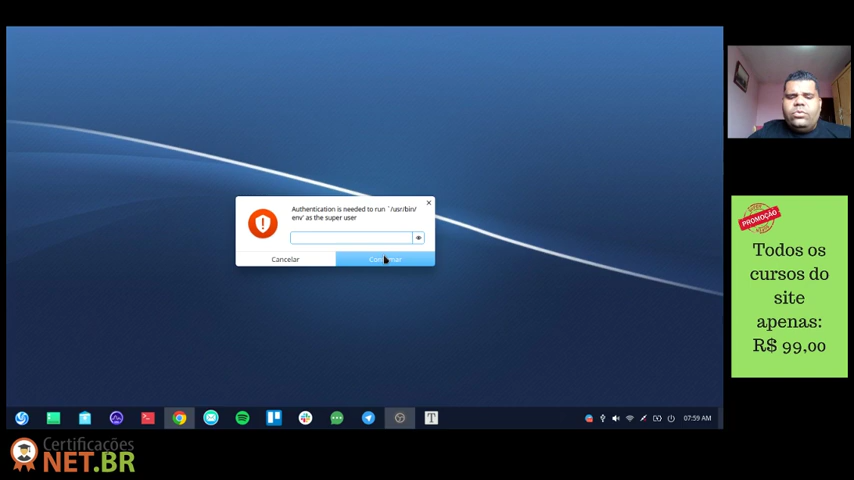 Authentication is needed to run `/usr/bin/
env' as the super user
Cancelar
PROMOÇÃO
Todos os
cursos do
site
apenas:
R$ 99,00
07:59 AM
T
Certificações
NET.BR